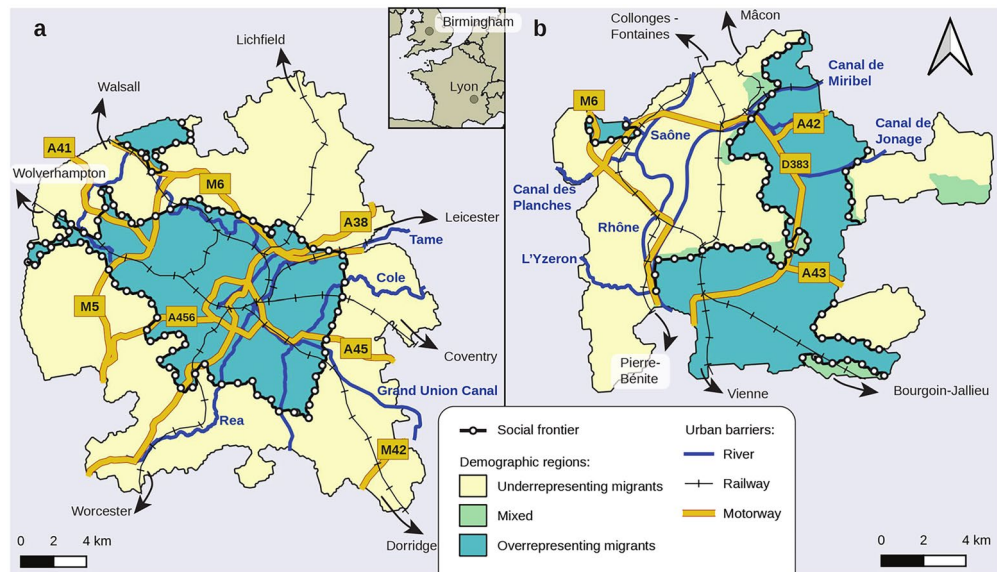 a
Lichfield
Walsall
A41
Wolverhampton
M6
A38
Leicester
Tame
Cole
M5
A456
A45
Coventry
Grand Union Canal
Rea
M42
Worcester
Dorridge
0 2 4 km
Birmingham
Lyon
b
Collonges -
Fontaines
Mâcon
Canal de
Miribel
M6
A42
Saône
Canal de
Jonage
D383
Canal des
Planches
Rhône
L'Yzeron
A43
Pierre-
Bénite
Vienne
Bourgoin-Jallieu
Social frontier
Demographic regions:
Underrepresenting migrants
Mixed
Overrepresenting migrants
Urban barriers:
River
Railway
Motorway
0 2 4 km